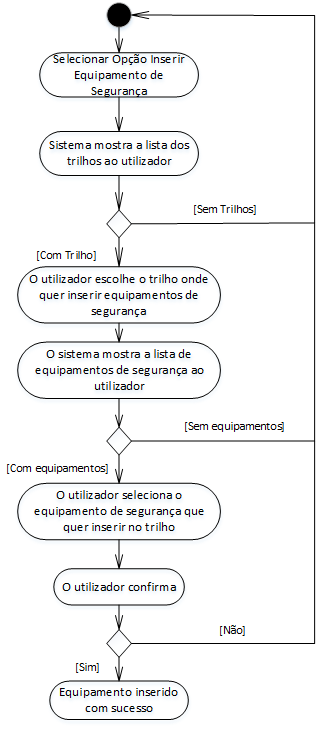 Selecionar Opção Inserir
Equipamento de
Segurança
Sistema mostra a lista dos
trilhos ao utilizador
[Sem Trilhos]
[Com Trilho]
O utilizador escolhe o trilho onde
quer inserir equipamentos de
segurança
O sistema mostra a lista de
equipamentos de segurança ao
utilizador
[Sem equipamentos]
[Com equipamentos]
O utilizador seleciona o
equipamento de segurança que
quer inserir no trilho
O utilizador confirma
[Não]
[Sim]
Equipamento inserido
com sucesso